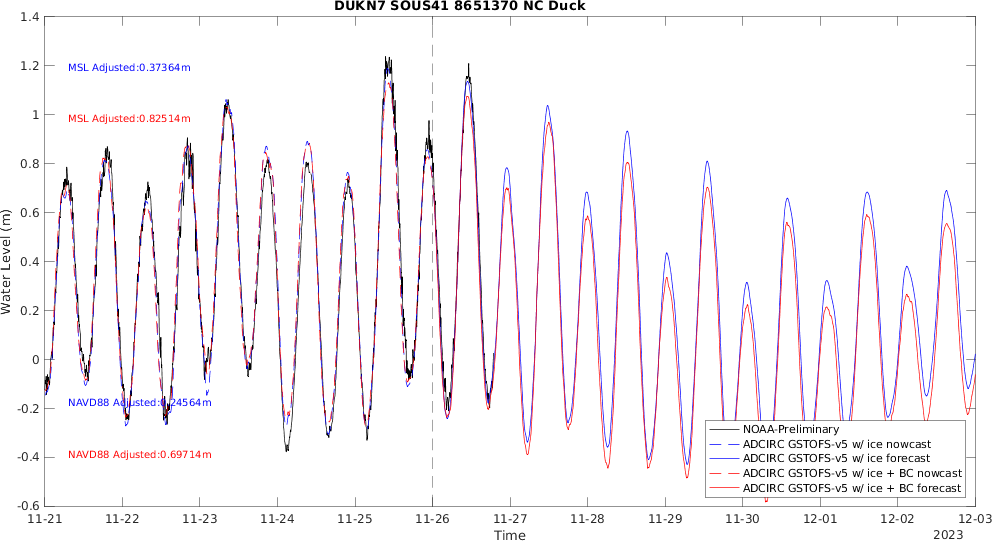 DUKN7 SOUS41 8651370 NC Duck
1.4
1.2
1
0.8
0.6
0.4
0.2
0
-0.2
-0.4
-0.6
Water Level (m)
MSL Adjusted:0.37364m
MSL Adjusted:0.82514m
NAVD88 Adjusted:0.24564m
NAVD88 Adjusted:0.69714m
NOAA-Preliminary
ADCIRC GSTOFS-v5 w/ ice nowcast
ADCIRC GSTOFS-v5 w/ ice forecast
ADCIRC GSTOFS-v5 w/ ice + BC nowcast
ADCIRC GSTOFS-v5 w/ ice + BC forecast
11-21 11-22 11-23 11-24 11-25 11-26 11-27 11-28 11-29 11-30 12-01 12-02 12-03
Time
2023